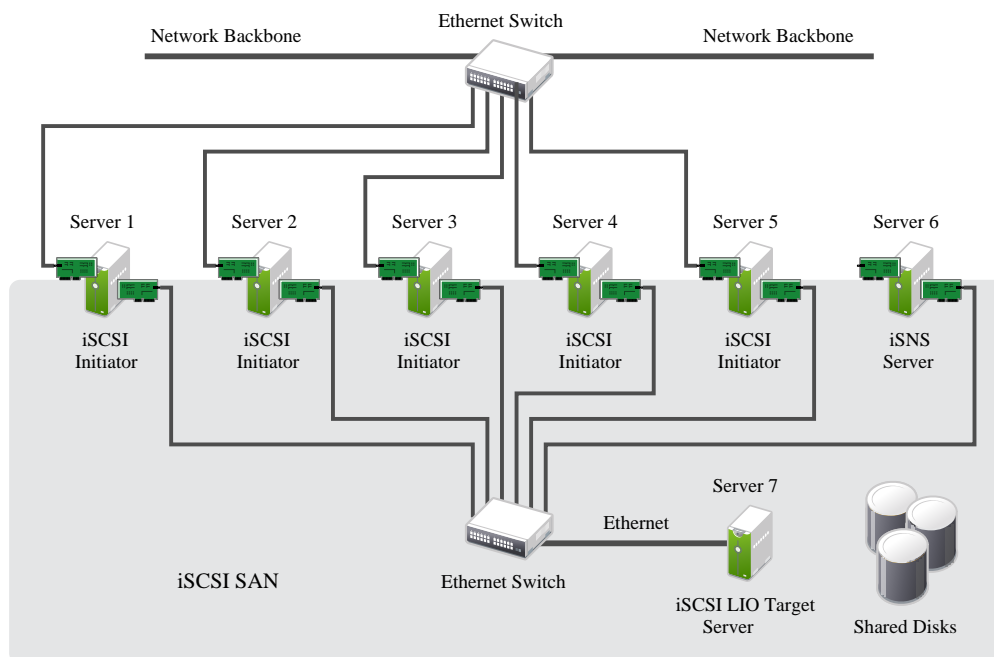 Ethernet Switch
Network Backbone
Network Backbone
Server 1
Server 2
Server 3
Server 4
Server 5
Server 6
iSCSI
Initiator
iSCSI
Initiator
iSCSI
Initiator
iSCSI
Initiator
iSCSI
Initiator
iSNS
Server
Server 7
Ethernet
Ethernet Switch
iSCSI SAN
iSCSI LIO Target
Server
Shared Disks